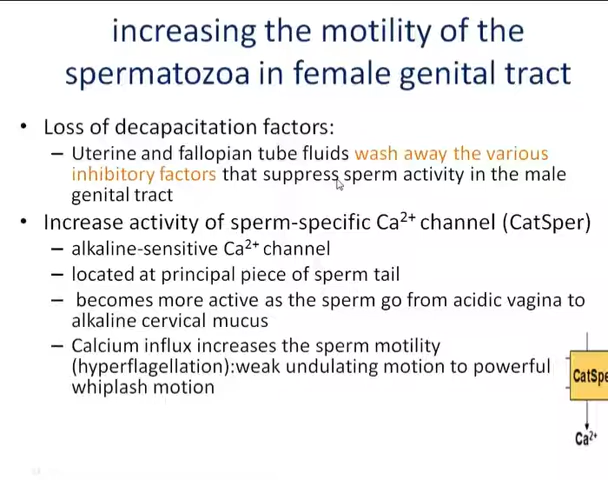 increasing the motility of the
spermatozoa in female genital tract
• Loss of decapacitation factors:
– Uterine and fallopian tube fluids wash away the various
inhibitory factors that suppress sperm activity in the male
genital tract
• Increase activity of sperm-specific Ca²⁺ channel (CatSper)
– alkaline-sensitive Ca²⁺ channel
– located at principal piece of sperm tail
– becomes more active as the sperm go from acidic vagina to
alkaline cervical mucus
– Calcium influx increases the sperm motility
(hyperflagellation):weak undulating motion to powerful
whiplash motion
CatSpe
Ca²⁺